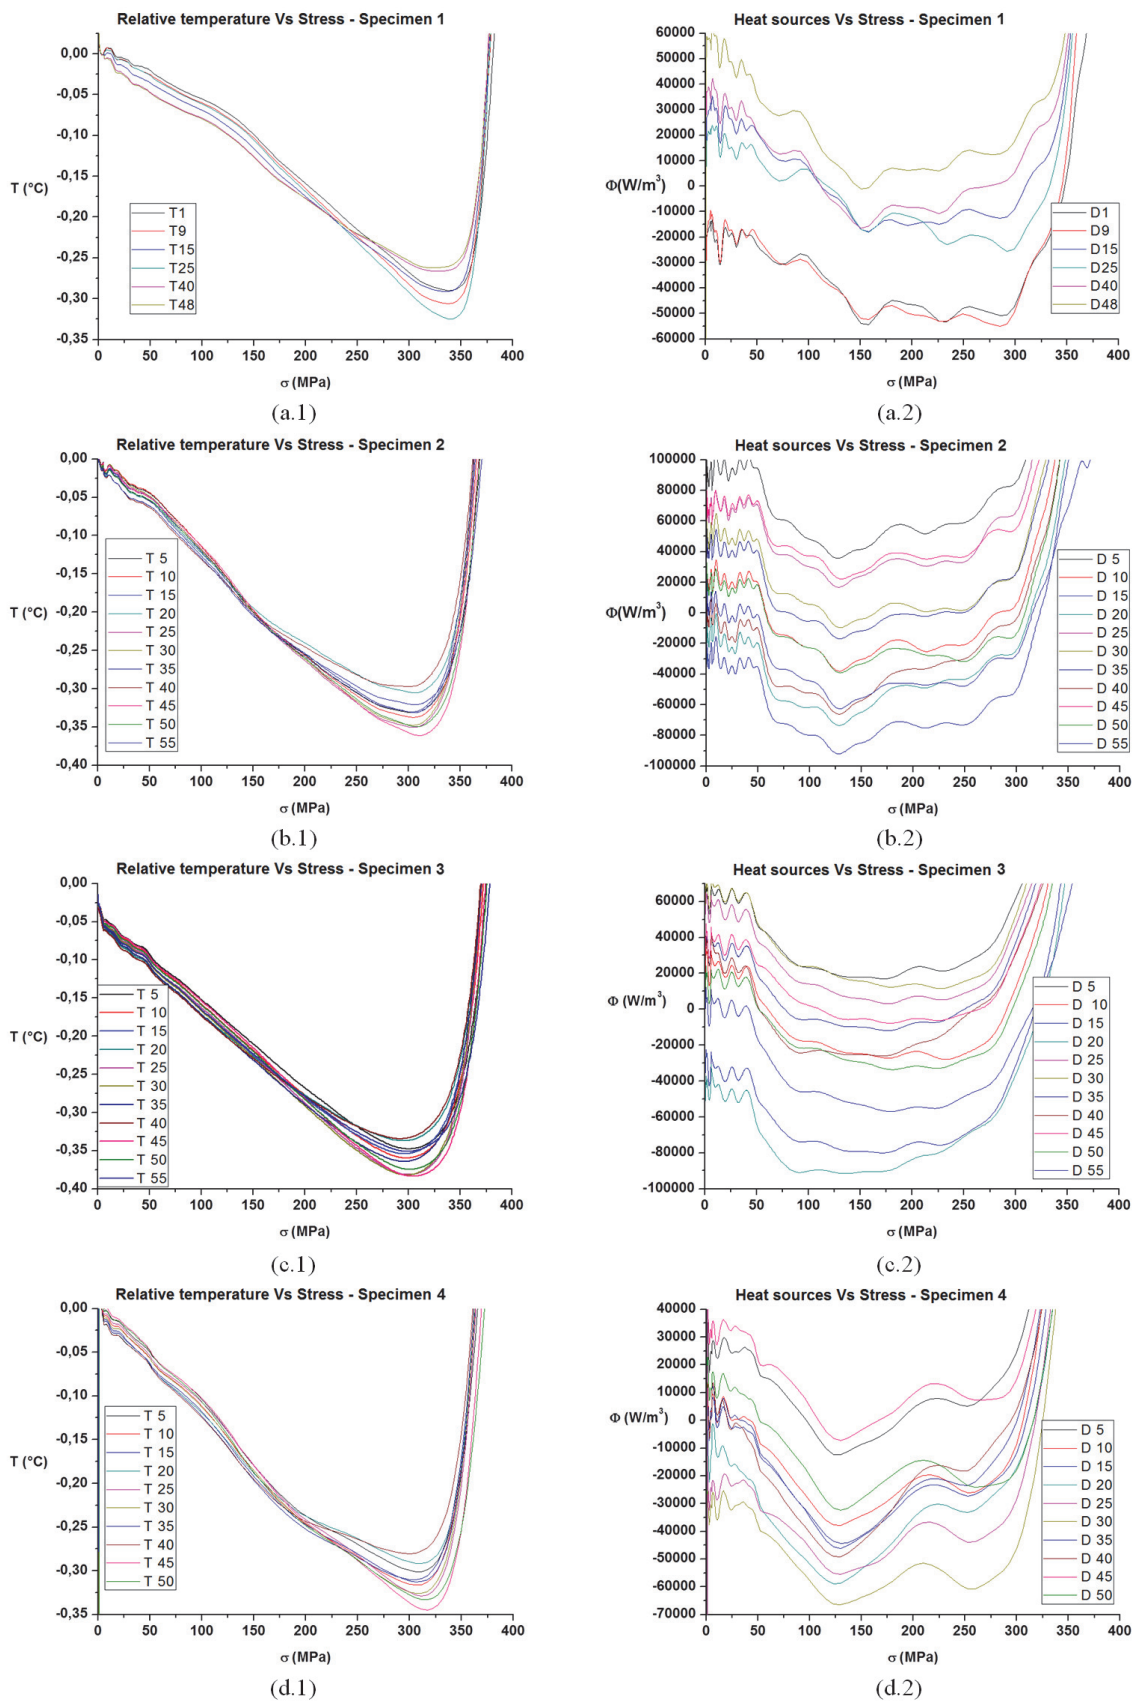 Relative temperature Vs Stress - Specimen 1
0,00
-0,05
-0,10
-0,15
-0,20
-0,25
-0,30
-0,35
T (°C)
T1
T9
T15
T25
T40
T48
0 50 100 150 200 250 300 350 400
σ (MPa)
(a.1)
Heat sources Vs Stress - Specimen 1
60000
50000
40000
30000
20000
10000
0
-10000
-20000
-30000
-40000
-50000
-60000
Φ(W/m³)
D1
D9
D15
D25
D40
D48
0 50 100 150 200 250 300 350 400
σ (MPa)
(a.2)
Relative temperature Vs Stress - Specimen 2
0,00
-0,05
-0,10
-0,15
-0,20
-0,25
-0,30
-0,35
-0,40
T (°C)
T 5
T 10
T 15
T 20
T 25
T 30
T 35
T 40
T 45
T 50
T 55
0 50 100 150 200 250 300 350 400
σ (MPa)
(b.1)
Heat sources Vs Stress - Specimen 2
100000
80000
60000
40000
20000
0
-20000
-40000
-60000
-80000
-100000
Φ(W/m³)
D 5
D 10
D 15
D 20
D 25
D 30
D 35
D 40
D 45
D 50
D 55
0 50 100 150 200 250 300 350 400
σ (MPa)
(b.2)
Relative temperature Vs Stress - Specimen 3
0,00
-0,05
-0,10
-0,15
-0,20
-0,25
-0,30
-0,35
-0,40
T (°C)
T 5
T 10
T 15
T 20
T 25
T 30
T 35
T 40
T 45
T 50
T 55
0 50 100 150 200 250 300 350 400
σ (MPa)
(c.1)
Heat sources Vs Stress - Specimen 3
60000
40000
20000
0
-20000
-40000
-60000
-80000
-100000
Φ (W/m³)
D 5
D 10
D 15
D 20
D 25
D 30
D 35
D 40
D 45
D 50
D 55
0 50 100 150 200 250 300 350 400
σ (MPa)
(c.2)
Relative temperature Vs Stress - Specimen 4
0,00
-0,05
-0,10
-0,15
-0,20
-0,25
-0,30
-0,35
T (°C)
T 5
T 10
T 15
T 20
T 25
T 30
T 35
T 40
T 45
T 50
0 50 100 150 200 250 300 350 400
σ (MPa)
(d.1)
Heat sources Vs Stress - Specimen 4
40000
30000
20000
10000
0
-10000
-20000
-30000
-40000
-50000
-60000
-70000
Φ (W/m³)
D 5
D 10
D 15
D 20
D 25
D 30
D 35
D 40
D 45
D 50
0 50 100 150 200 250 300 350 400
σ (MPa)
(d.2)